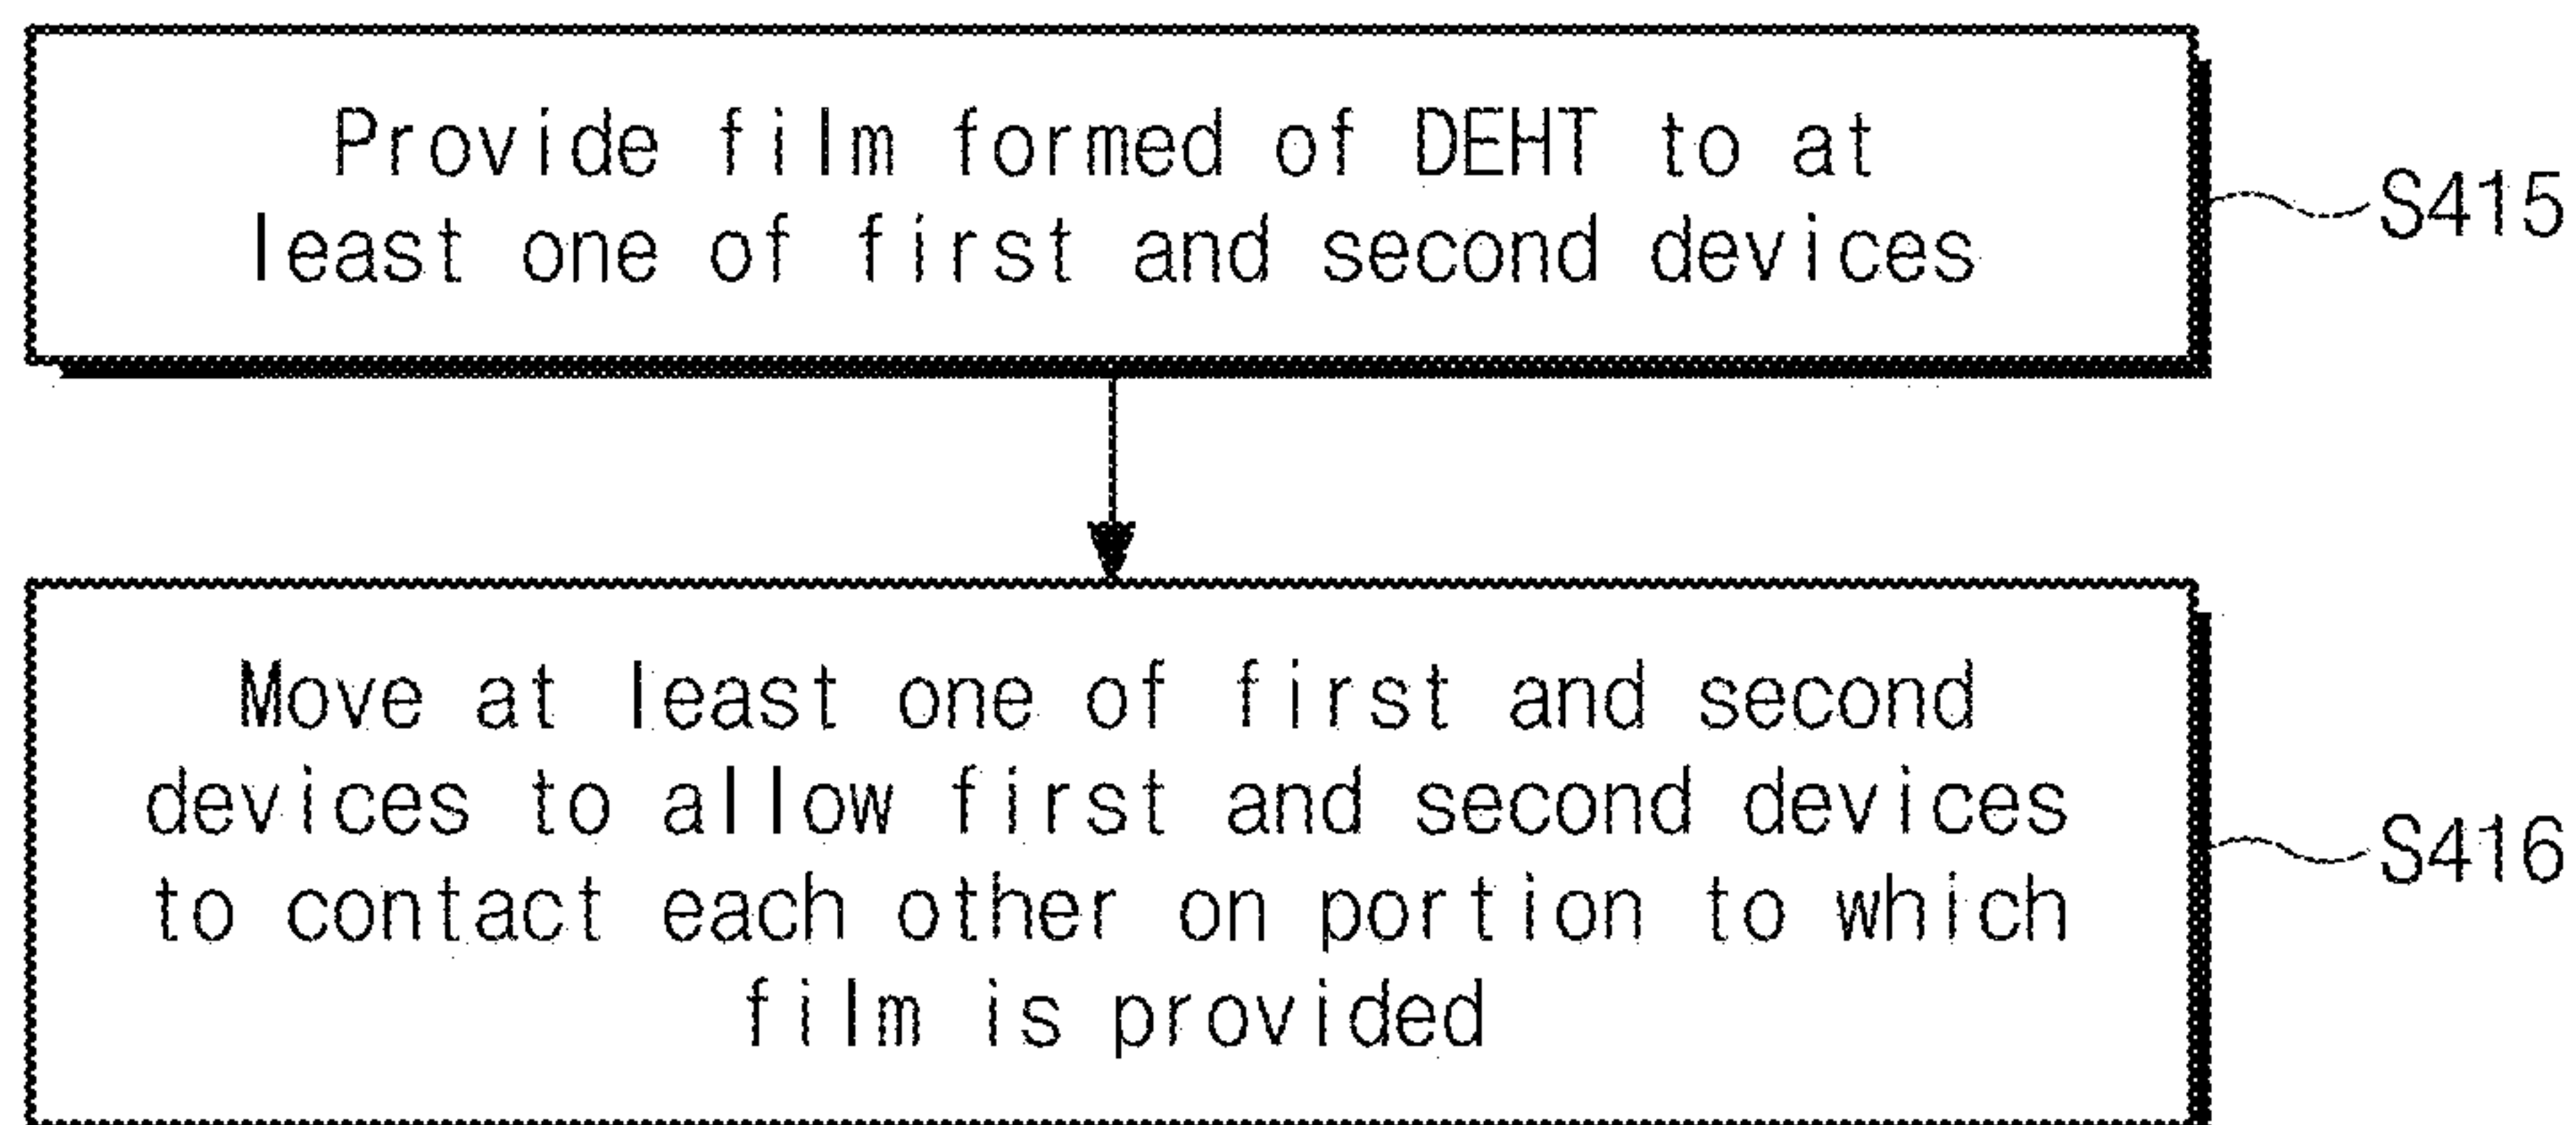 Provide film formed of DEHT to at
least one of first and second devices
S415
Move at least one of first and second
devices to allow first and second devices
to contact each other on portion to which
film is provided
S416